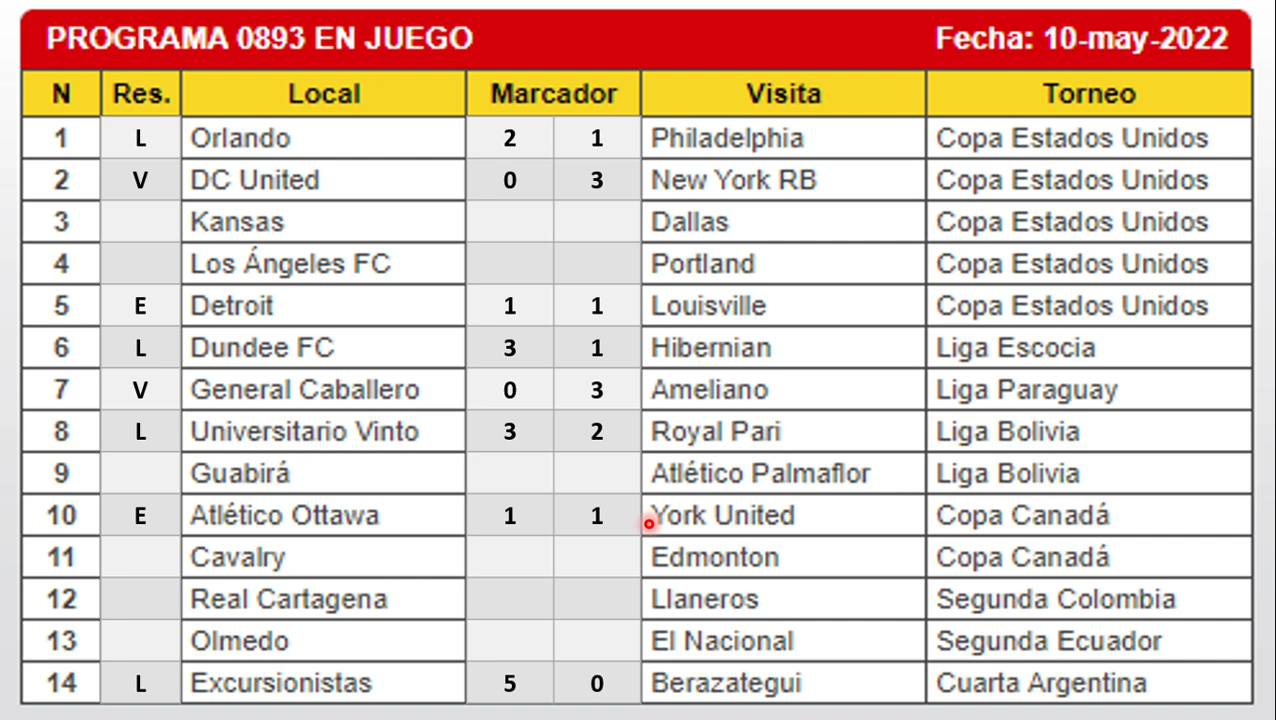 PROGRAMA 0893 EN JUEGO Fecha: 10-may-2022
N Res. Local Marcador Visita Torneo
1 L Orlando 2 1 Philadelphia Copa Estados Unidos
2 V DC United 0 3 New York RB Copa Estados Unidos
3 Kansas Dallas Copa Estados Unidos
4 Los Ángeles FC Portland Copa Estados Unidos
5 E Detroit 1 1 Louisville Copa Estados Unidos
6 L Dundee FC 3 1 Hibernian Liga Escocia
7 V General Caballero 0 3 Ameliano Liga Paraguay
8 L Universitario Vinto 3 2 Royal Pari Liga Bolivia
9 Guabirá Atlético Palmaflor Liga Bolivia
10 E Atlético Ottawa 1 1 York United Copa Canadá
11 Cavalry Edmonton Copa Canadá
12 Real Cartagena Llaneros Segunda Colombia
13 Olmedo El Nacional Segunda Ecuador
14 L Excursionistas 5 0 Berazategui Cuarta Argentina